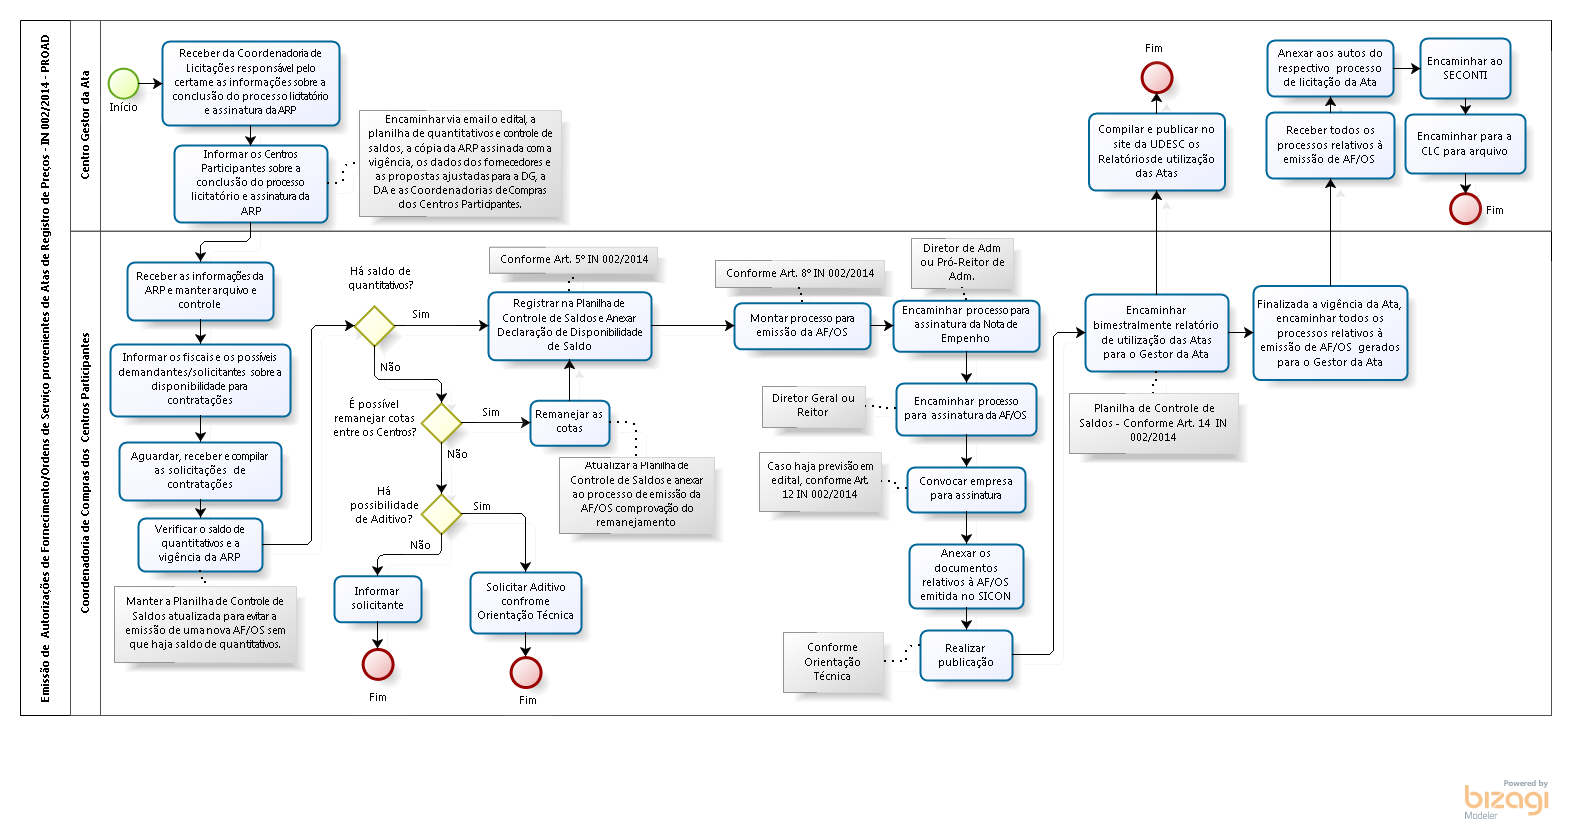 Emissão de Autorizações de Fornecimento/Ordens de Serviço provenientes de Atas de Registro de Preços - IN 002/2014 - PROAD
Centro Gestor da Ata
Início
Receber da Coordenadoria de
Licitações responsável pelo
certame as informações sobre a
conclusão do processo licitatório
e assinatura da ARP
Informar os Centros
Participantes sobre a
conclusão do processo
licitatório e assinatura da
ARP
Encaminhar via email o edital, a
planilha de quantitativos e controle de
saldos, a cópia da ARP assinada com a
vigência, os dados dos fornecedores e
as propostas ajustadas para a DG, a
DA e as Coordenadorias de Compras
dos Centros Participantes.
Fim
Compilar e publicar no
site da UDESC os
Relatórios de utilização
das Atas
Anexar aos autos do
respectivo processo
de licitação da Ata
Receber todos os
processos relativos à
emissão de AF/OS
Encaminhar ao
SECONTI
Encaminhar para a
CLC para arquivo
Fim
Coordenadoria de Compras dos Centros Participantes
Receber as informações da
ARP e manter arquivo e
controle
Informar os fiscais e os possíveis
demandantes/solicitantes sobre a
disponibilidade para
contratações
Aguardar, receber e compilar
as solicitações de
contratações
Verificar o saldo de
quantitativos e a
vigência da ARP
Manter a Planilha de Controle de
Saldos atualizada para evitar a
emissão de uma nova AF/OS sem
que haja saldo de quantitativos.
Há saldo de
quantitativos?
Sim
Não
É possível
remanejar cotas
entre os Centros?
Sim
Não
Há
possibilidade
de Aditivo?
Sim
Não
Informar
solicitante
Fim
Solicitar Aditivo
confrome
Orientação Técnica
Fim
Conforme Art. 5º IN 002/2014
Registrar na Planilha de
Controle de Saldos e Anexar
Declaração de Disponibilidade
de Saldo
Remanejar as
cotas
Atualizar a Planilha de
Controle de Saldos e anexar
ao processo de emissão da
AF/OS comprovação do
remanejamento
Conforme Art. 8º IN 002/2014
Montar processo para
emissão da AF/OS
Diretor de Adm
ou Pró-Reitor de
Adm.
Encaminhar processo para
assinatura da Nota de
Empenho
Diretor Geral ou
Reitor
Encaminhar processo
para assinatura da AF/OS
Caso haja previsão em
edital, conforme Art.
12 IN 002/2014
Convocar empresa
para assinatura
Anexar os
documentos
relativos à AF/OS
emitida no SICON
Conforme
Orientação
Técnica
Realizar
publicação
Encaminhar
bimestralmente relatório
de utilização das Atas
para o Gestor da Ata
Planilha de Controle de
Saldos - Conforme Art. 14 IN
002/2014
Finalizada a vigência da Ata,
encaminhar todos os
processos relativos à
emissão de AF/OS gerados
para o Gestor da Ata
Powered by
bizagi
Modeler